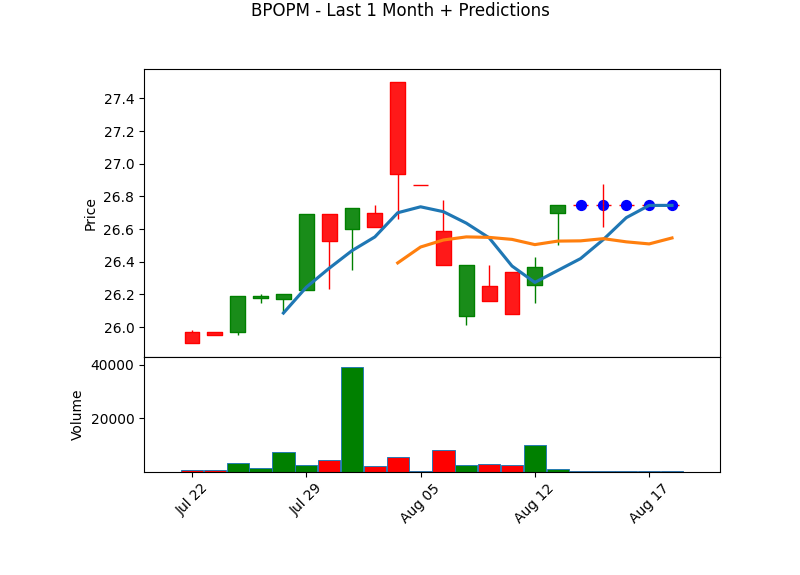 BPOPM - Last 1 Month + Predictions
27.4
27.2
27.0
26.8
26.6
26.4
26.2
26.0
Price
40000
20000
Volume
Jul 22
Jul 29
Aug 05
Aug 12
Aug 17